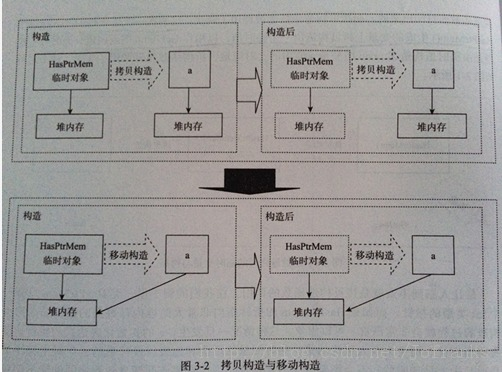 构造
构造后
HasPtrMem
临时对象
拷贝构造
a
HasPtrMem
临时对象
拷贝构造
a
堆内存
堆内存
堆内存
堆内存
构造
构造后
HasPtrMem
临时对象
移动构造
a
HasPtrMem
临时对象
移动构造
a
堆内存
堆内存
图 3-2 拷贝构造与移动构造